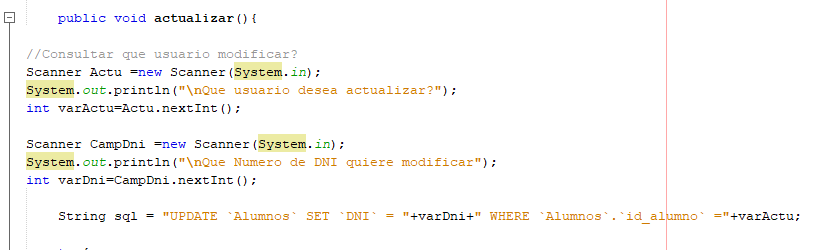 public void actualizar(){
//Consultar que usuario modificar?
Scanner Actu =new Scanner(System.in);
System.out.println("\nQue usuario desea actualizar?");
int varActu=Actu.nextInt();
Scanner CampDni =new Scanner(System.in);
System.out.println("\nQue Numero de DNI quiere modificar");
int varDni=CampDni.nextInt();
String sql = "UPDATE `Alumnos` SET `DNI` = "+varDni+" WHERE `Alumnos`.`id_alumno` ="+varActu;